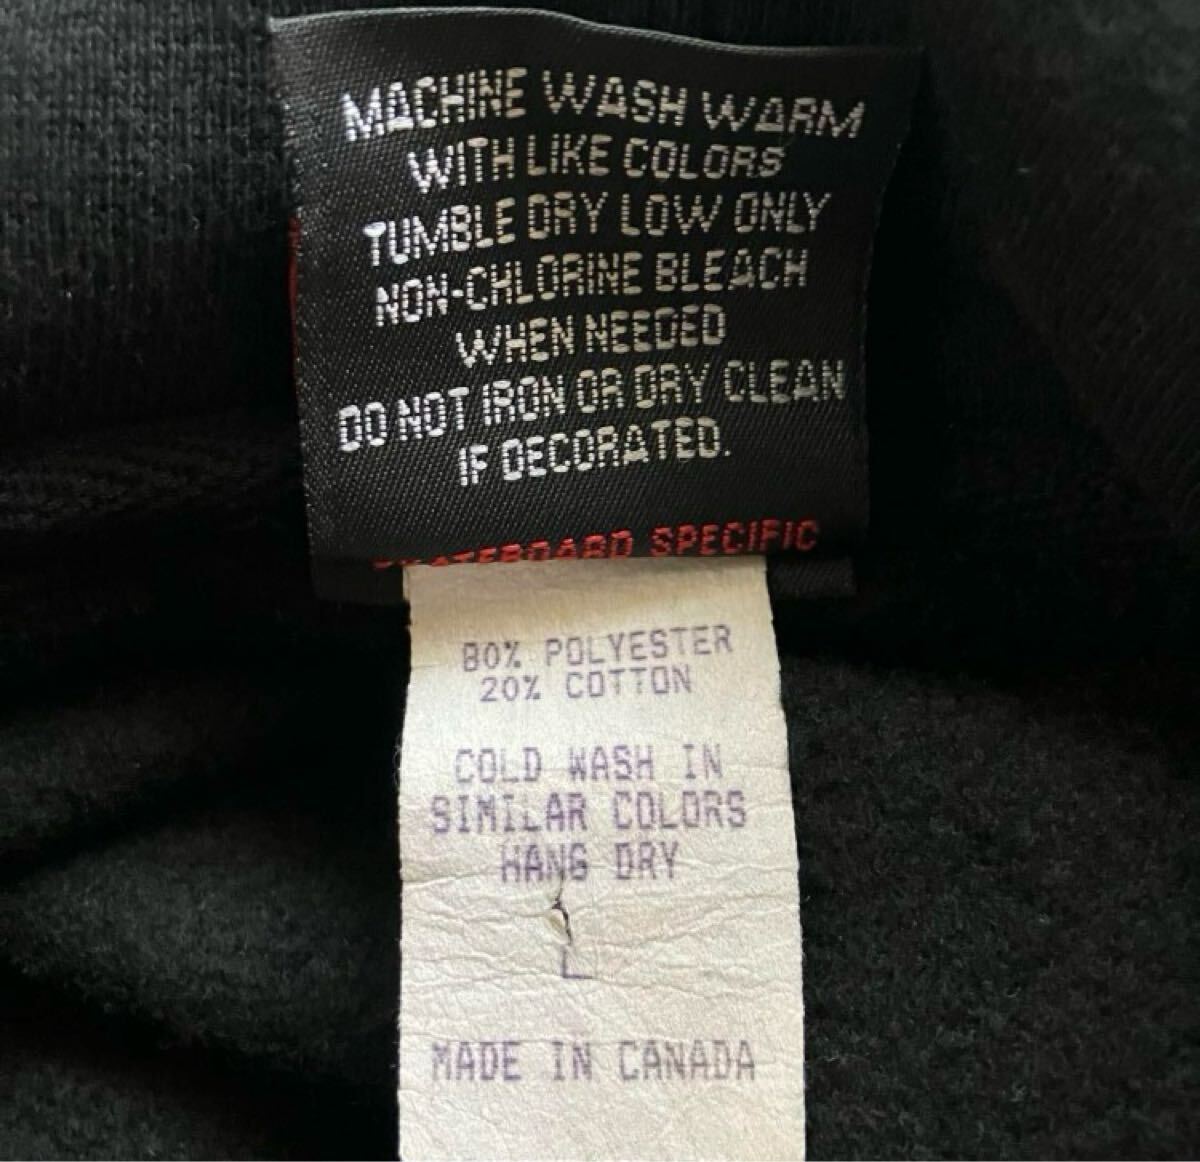 MACHINE WASH WARM
WITH LIKE COLORS
TUMBLE DRY LOW ONLY
NON-CHLORINE BLEACH
WHEN NEEDED
DO NOT IRON OR DRY CLEAN
IF DECORATED.
SKATEBOARD SPECIFIC
80% POLYESTER
20% COTTON
COLD WASH IN
SIMILAR COLORS
HANG DRY
L
MADE IN CANADA